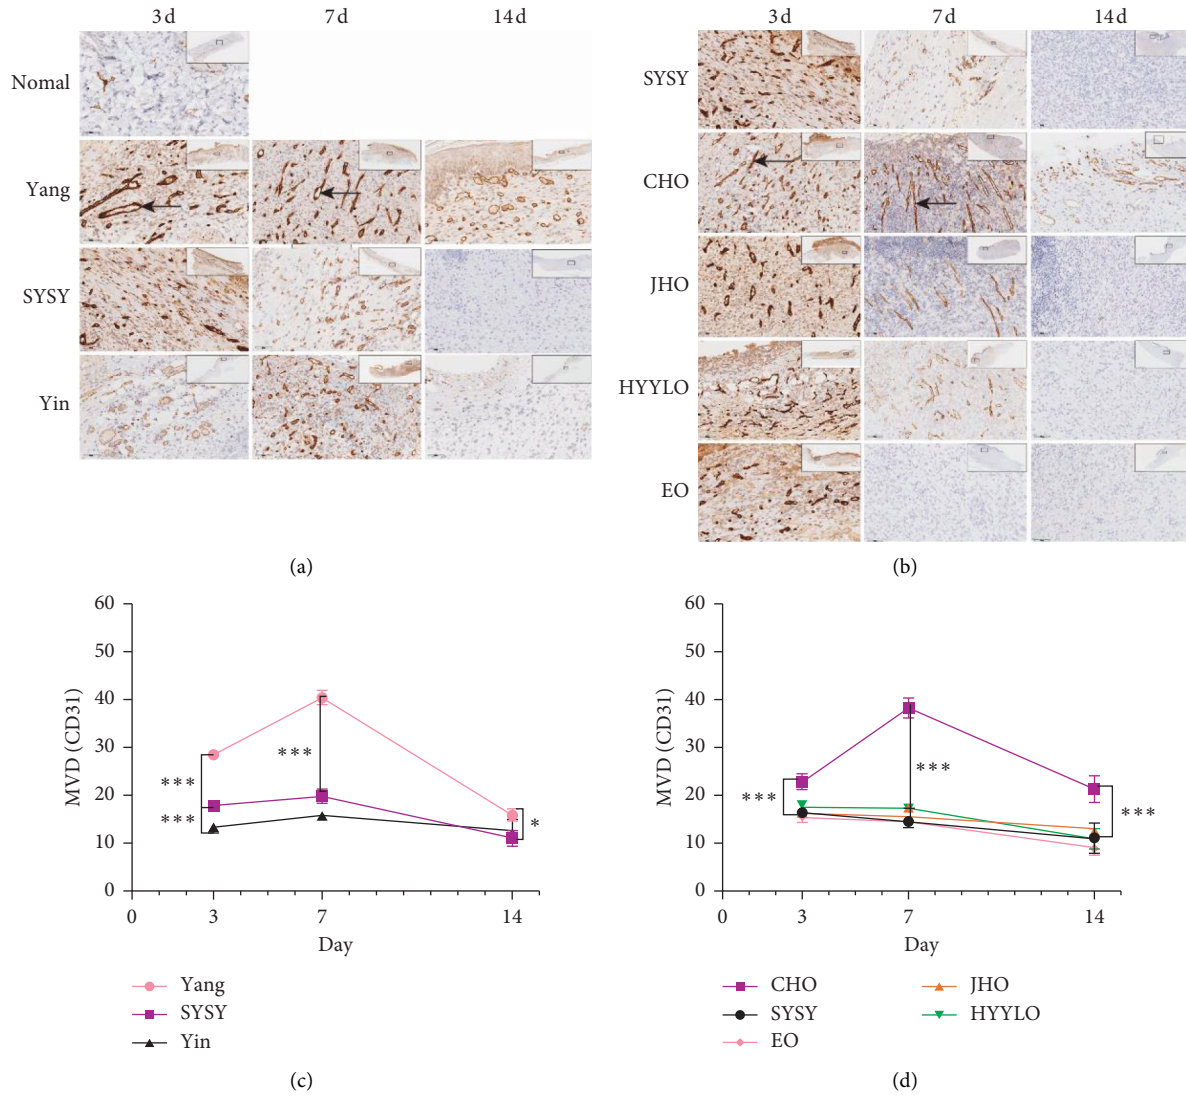 3d 7d 14d
Nomal
Yang
SYSY
Yin
(a)
3d 7d 14d
SYSY
CHO
JHO
HYYLO
EO
(b)
60
50
40
30
20
10
0
MVD (CD31)
***
***
***
*
0 3 7 14
Day
Yang
SYSY
Yin
(c)
60
50
40
30
20
10
0
MVD (CD31)
***
***
***
0 3 7 14
Day
CHO JHO
SYSY HYYLO
EO
(d)